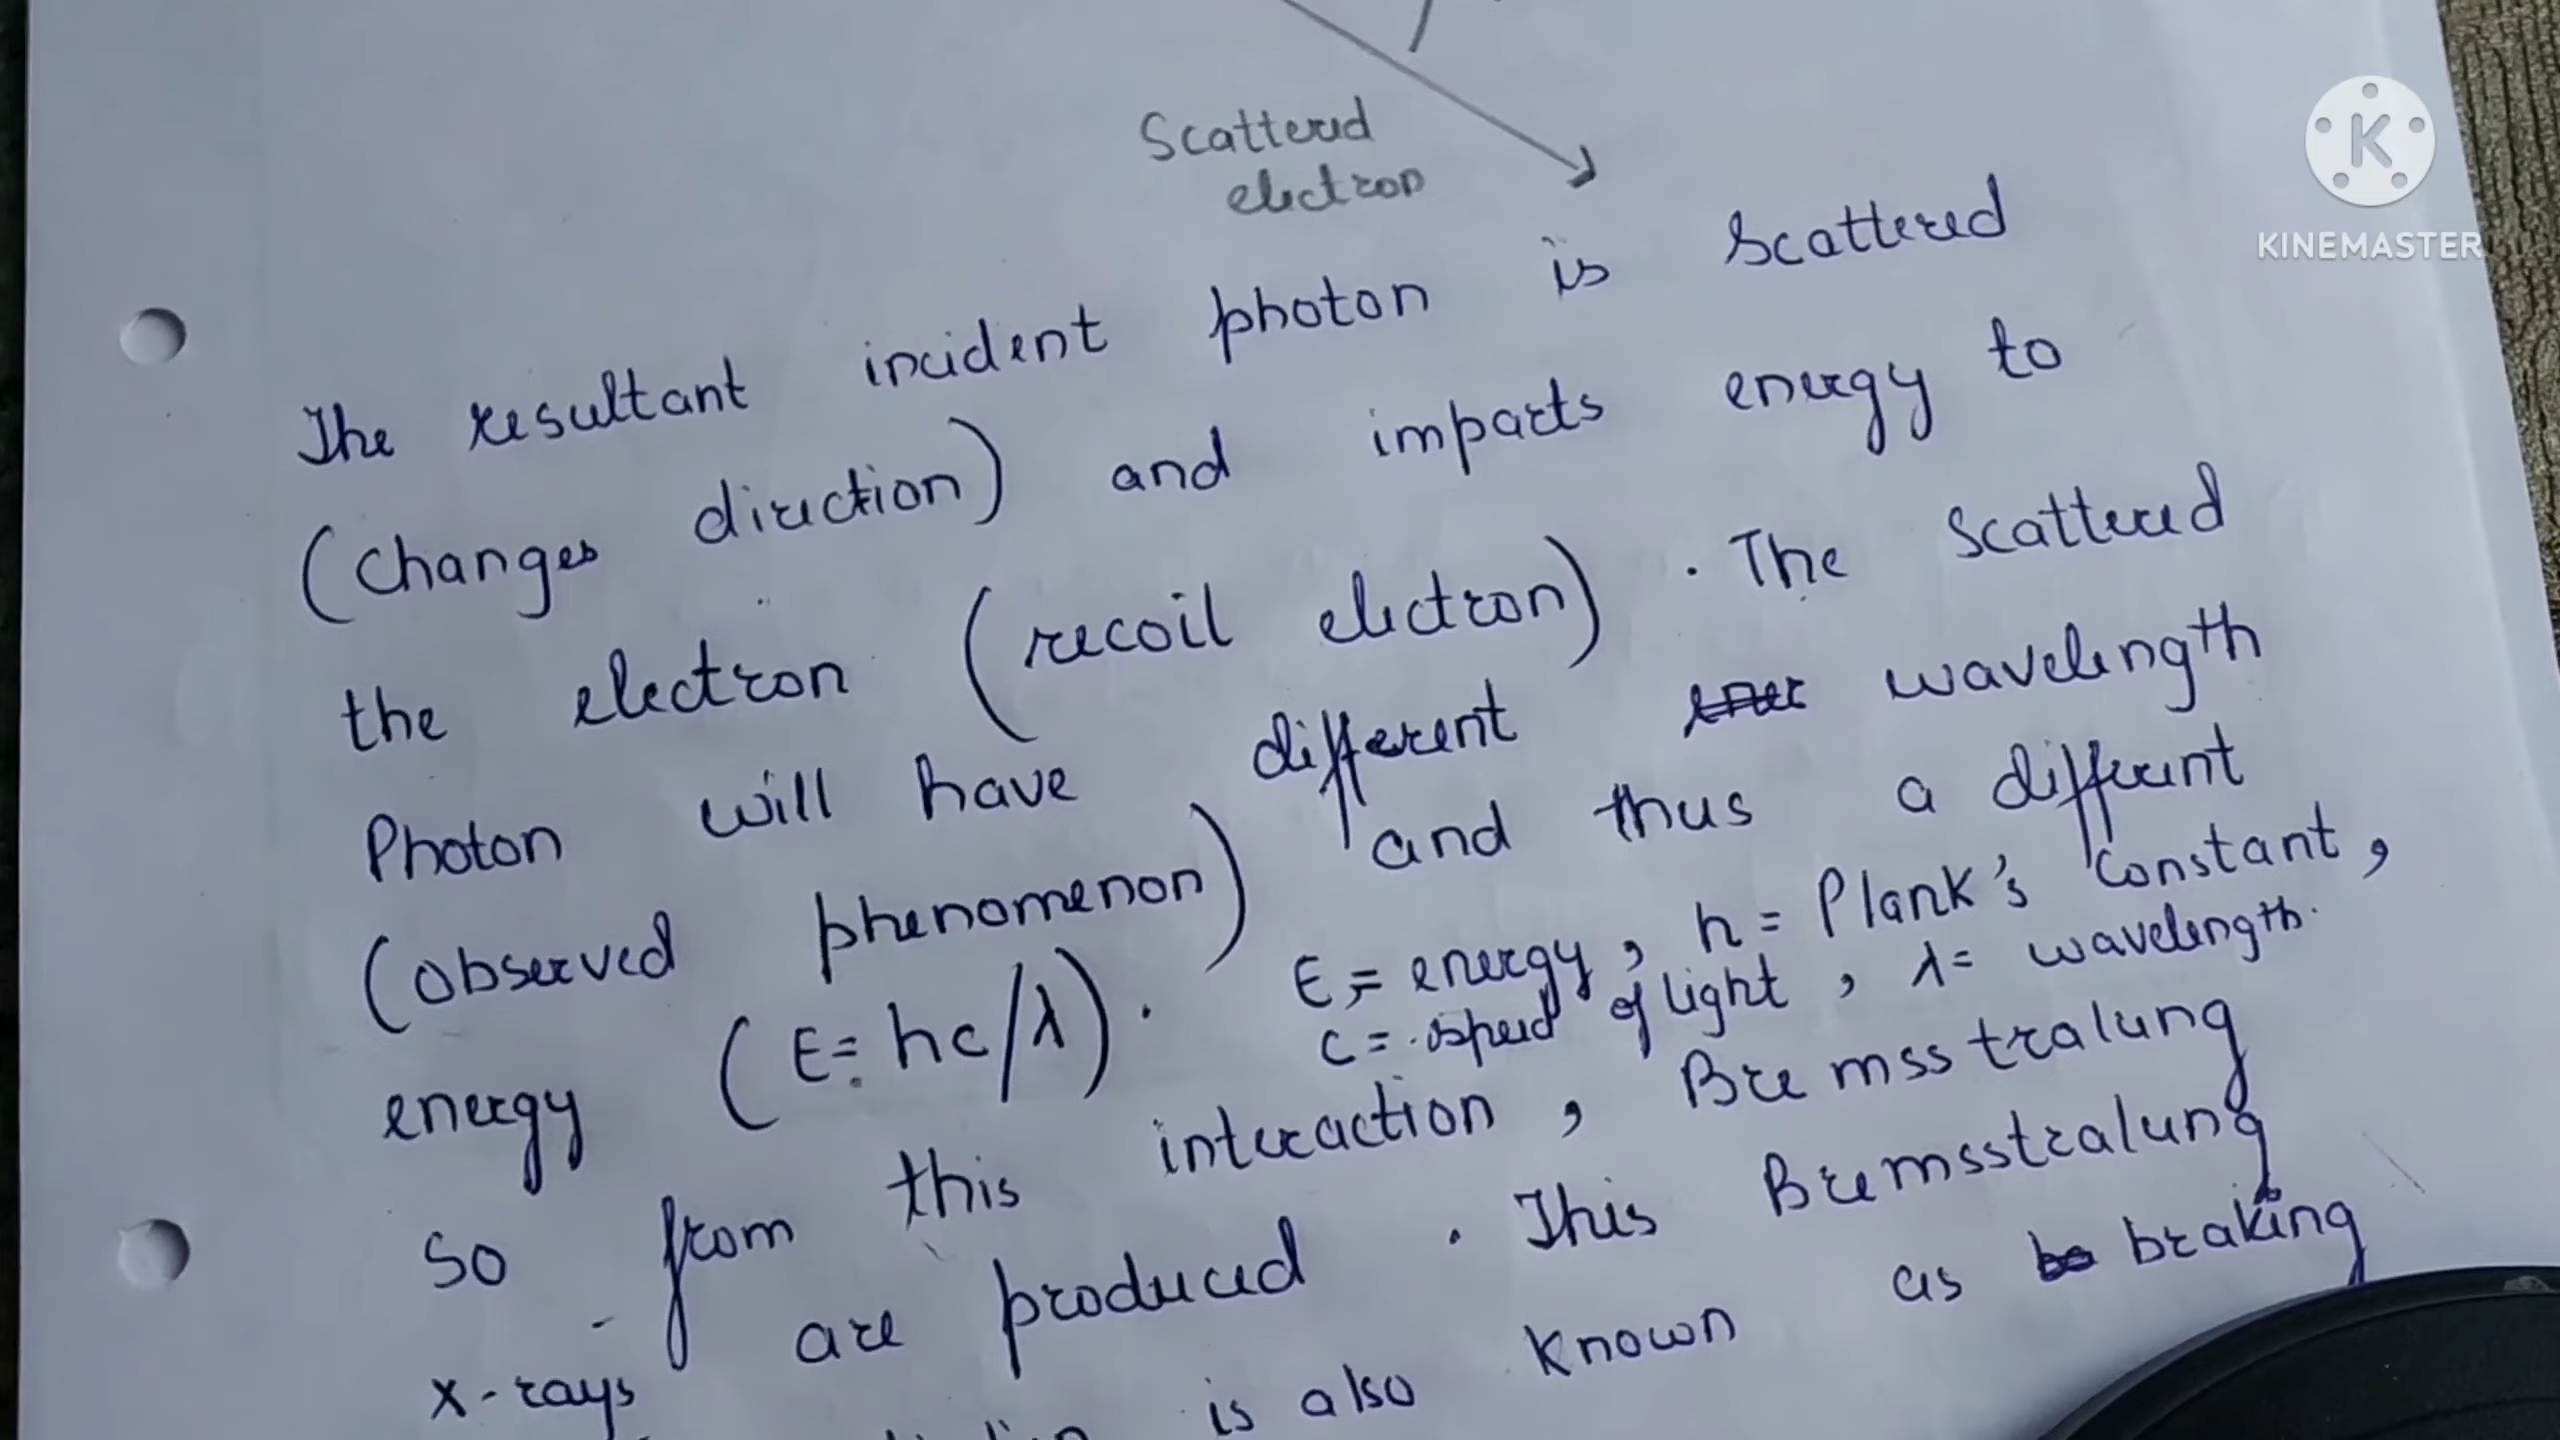 Scattered
electron
KINEMASTER
The resultant incident photon is scattered
(changes direction) and imparts energy to
the electron (recoil electron). The scattered
Photon will have different wavelength
(observed phenomenon) and thus a different
energy (E= hc/λ). E= energy, h= Plank's constant,
c= speed of light, λ= wavelength.
So from this interaction, Bremsstralung
x-rays are produced. This Bremsstralung
is also known as braking